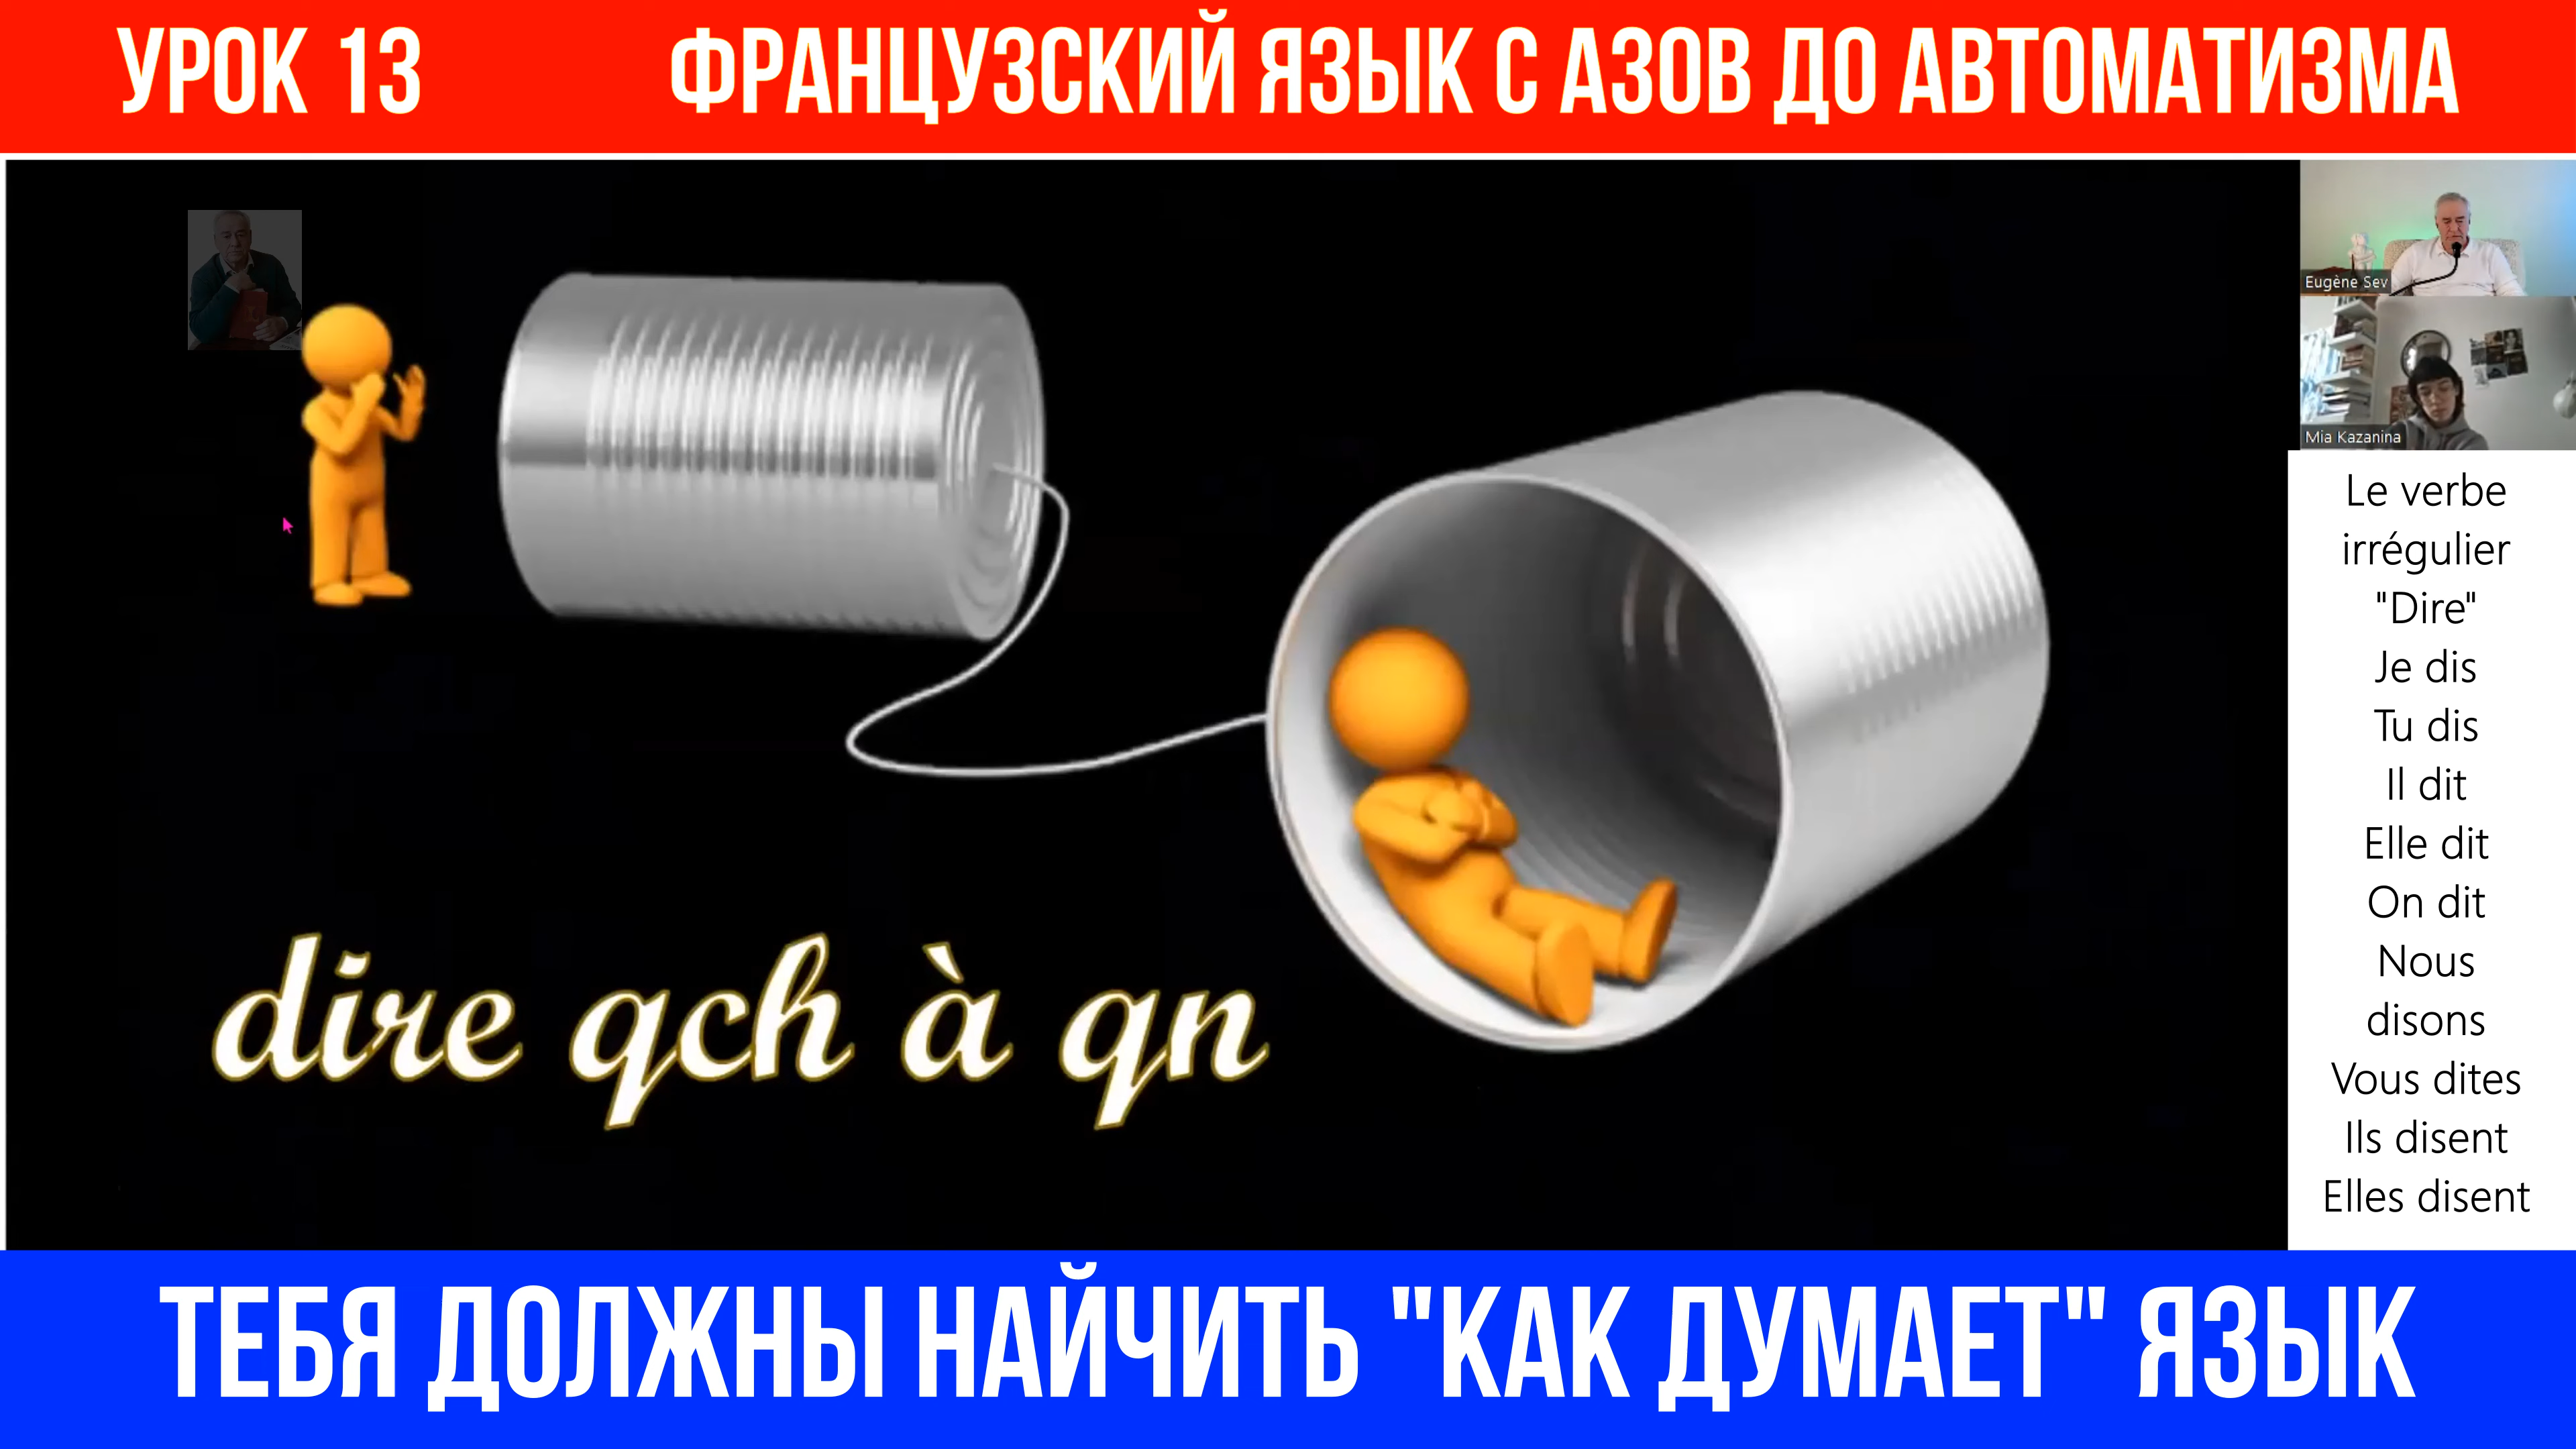 УРОК 13 ФРАНЦУЗСКИЙ ЯЗЫК С АЗОВ ДО АВТОМАТИЗМА
Eugène Sev
Mia Kazanina
Le verbe
irrégulier
"Dire"
Je dis
Tu dis
Il dit
Elle dit
On dit
Nous
disons
Vous dites
Ils disent
Elles disent
dire qch à qn
ТЕБЯ ДОЛЖНЫ НАЙЧИТЬ "КАК ДУМАЕТ" ЯЗЫК